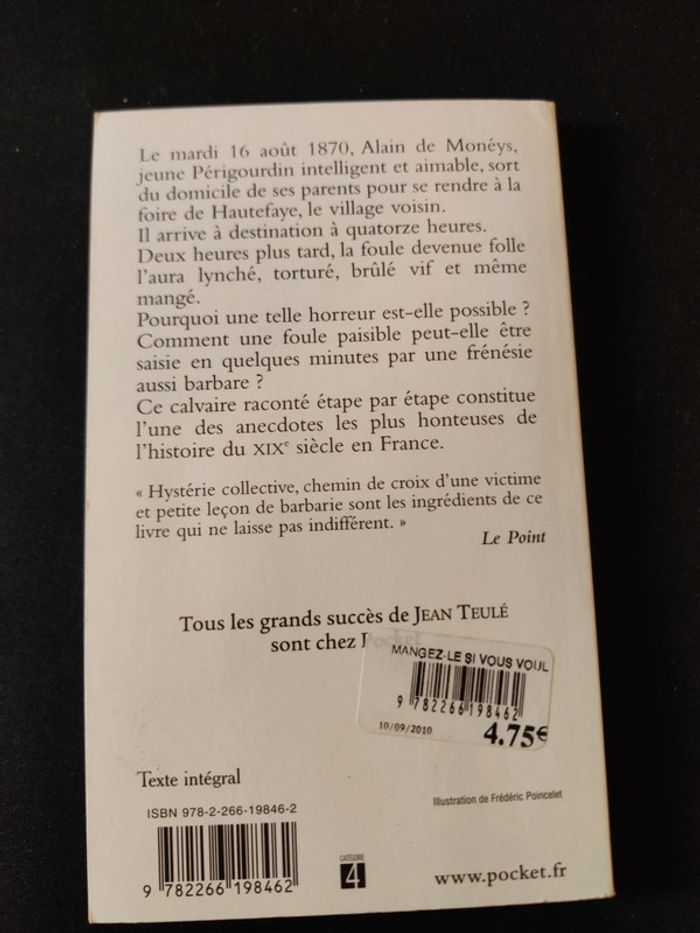 Le mardi 16 août 1870, Alain de Monéys,
jeune Périgourdin intelligent et aimable, sort
du domicile de ses parents pour se rendre à la
foire de Hautefaye, le village voisin.
Il arrive à destination à quatorze heures.
Deux heures plus tard, la foule devenue folle
l'aura lynché, torturé, brûlé vif et même
mangé.
Pourquoi une telle horreur est-elle possible ?
Comment une foule paisible peut-elle être
saisie en quelques minutes par une frénésie
aussi barbare ?
Ce calvaire raconté étape par étape constitue
l'une des anecdotes les plus honteuses de
l'histoire du XIXe siècle en France.
« Hystérie collective, chemin de croix d'une victime
et petite leçon de barbarie sont les ingrédients de ce
livre qui ne laisse pas indifférent. »
Le Point
Tous les grands succès de JEAN TEULÉ
sont chez Pocket
MANGEZ-LE SI VOUS VOUL
9 782266 198462
10/09/2010
4.75€
Texte intégral
Illustration de Frédéric Poincelet
ISBN 978-2-266-19846-2
9 782266 198462
CATÉGORIE
4
www.pocket.fr